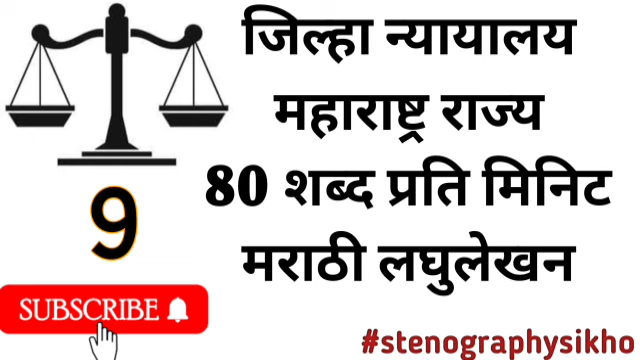 जिल्हा न्यायालय
महाराष्ट्र राज्य
80 शब्द प्रति मिनिट
मराठी लघुलेखन
9
SUBSCRIBE
#stenographysikho